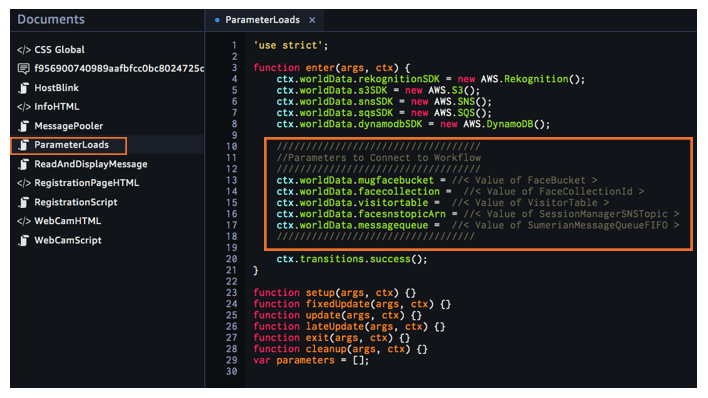 Documents
CSS Global
f956900740989aafbfcc0bc8024725c
HostBlink
InfoHTML
MessagePooler
ParameterLoads
ReadAndDisplayMessage
RegistrationPageHTML
RegistrationScript
WebCamHTML
WebCamScript
ParameterLoads ×
1 'use strict';
2
3 function enter(args, ctx) {
4 ctx.worldData.rekognitionSDK = new AWS.Rekognition();
5 ctx.worldData.s3SDK = new AWS.S3();
6 ctx.worldData.snsSDK = new AWS.SNS();
7 ctx.worldData.sqsSDK = new AWS.SQS();
8 ctx.worldData.dynamodbSDK = new AWS.DynamoDB();
9
10 ///////////////////////////////////
11 //Parameters to Connect to Workflow
12 ///////////////////////////////////
13 ctx.worldData.mugfacebucket = //< Value of FaceBucket >
14 ctx.worldData.facecollection = //< Value of FaceCollectionId >
15 ctx.worldData.visitortable = //< Value of VisitorTable >
16 ctx.worldData.facesnstopicArn = //< Value of SessionManagerSNSTopic >
17 ctx.worldData.messagequeue = //< Value of SumerianMessageQueueFIFO >
18 //////////////////////////////////
19
20 ctx.transitions.success();
21 }
22
23 function setup(args, ctx) {}
24 function fixedUpdate(args, ctx) {}
25 function update(args, ctx) {}
26 function lateUpdate(args, ctx) {}
27 function exit(args, ctx) {}
28 function cleanup(args, ctx) {}
29 var parameters = [];
30